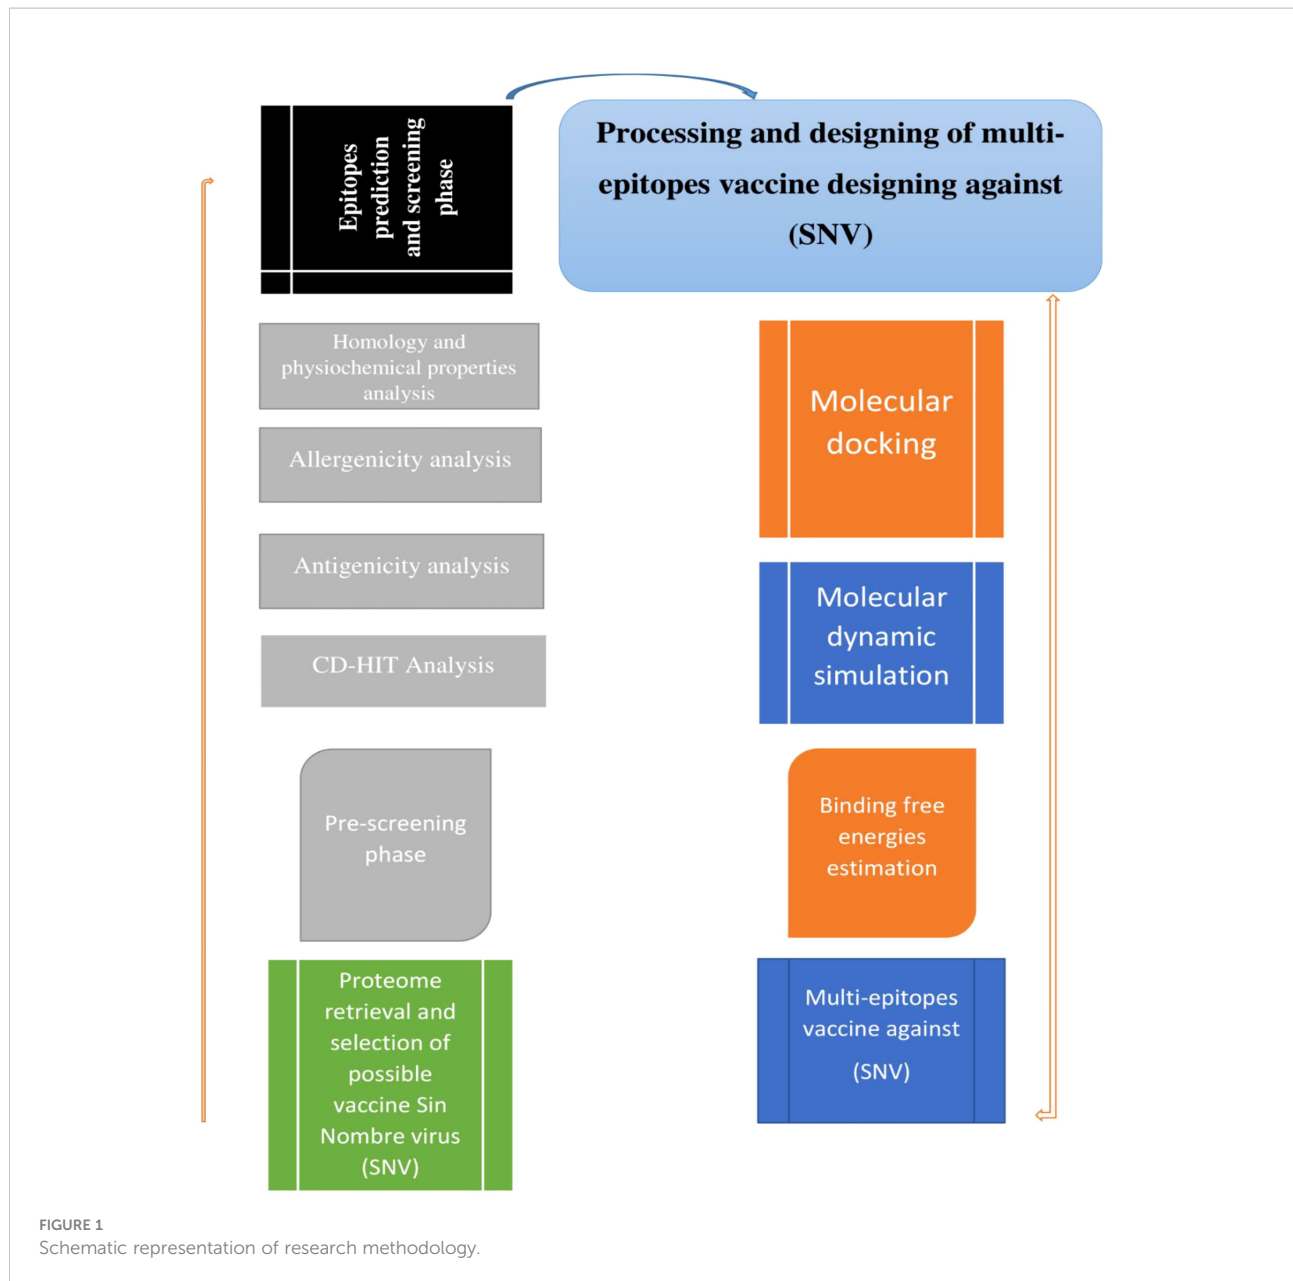 Epitopes
prediction
and screening
phase
Processing and designing of multi-
epitopes vaccine designing against
(SNV)
Homology and
physiochemical properties
analysis
Allergenicity analysis
Antigenicity analysis
CD-HIT Analysis
Pre-screening
phase
Proteome
retrieval and
selection of
possible
vaccine Sin
Nombre virus
(SNV)
Molecular
docking
Molecular
dynamic
simulation
Binding free
energies
estimation
Multi-epitopes
vaccine against
(SNV)
FIGURE 1
Schematic representation of research methodology.